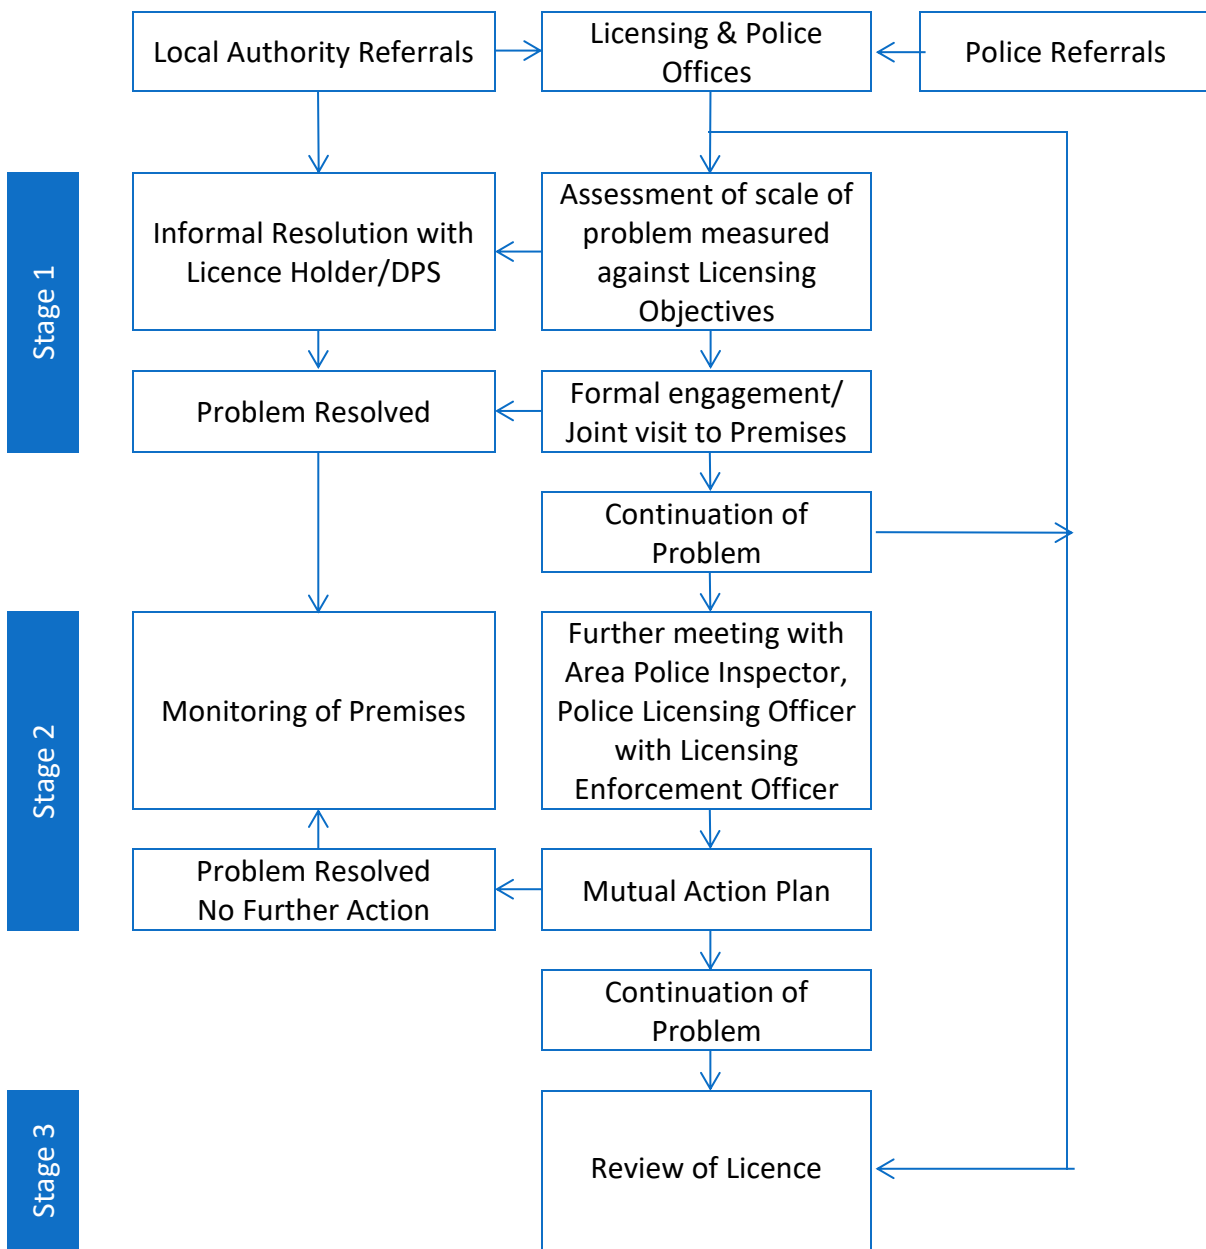 Local Authority Referrals
Licensing & Police
Offices
Police Referrals
Stage 1
Informal Resolution with
Licence Holder/DPS
Assessment of scale of
problem measured
against Licensing
Objectives
Problem Resolved
Formal engagement/
Joint visit to Premises
Continuation of
Problem
Stage 2
Monitoring of Premises
Further meeting with
Area Police Inspector,
Police Licensing Officer
with Licensing
Enforcement Officer
Problem Resolved
No Further Action
Mutual Action Plan
Continuation of
Problem
Stage 3
Review of Licence